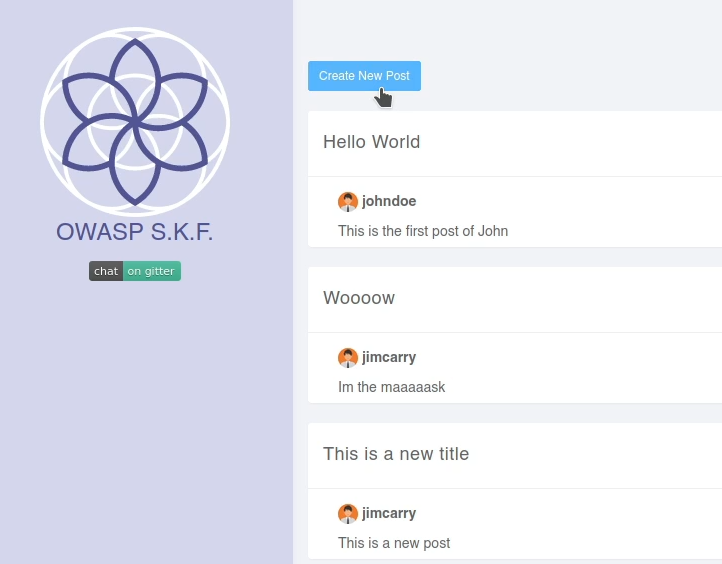 OWASP S.K.F.
chat on gitter
Create New Post
Hello World
johndoe
This is the first post of John
Woooow
jimcarry
Im the maaaaask
This is a new title
jimcarry
This is a new post